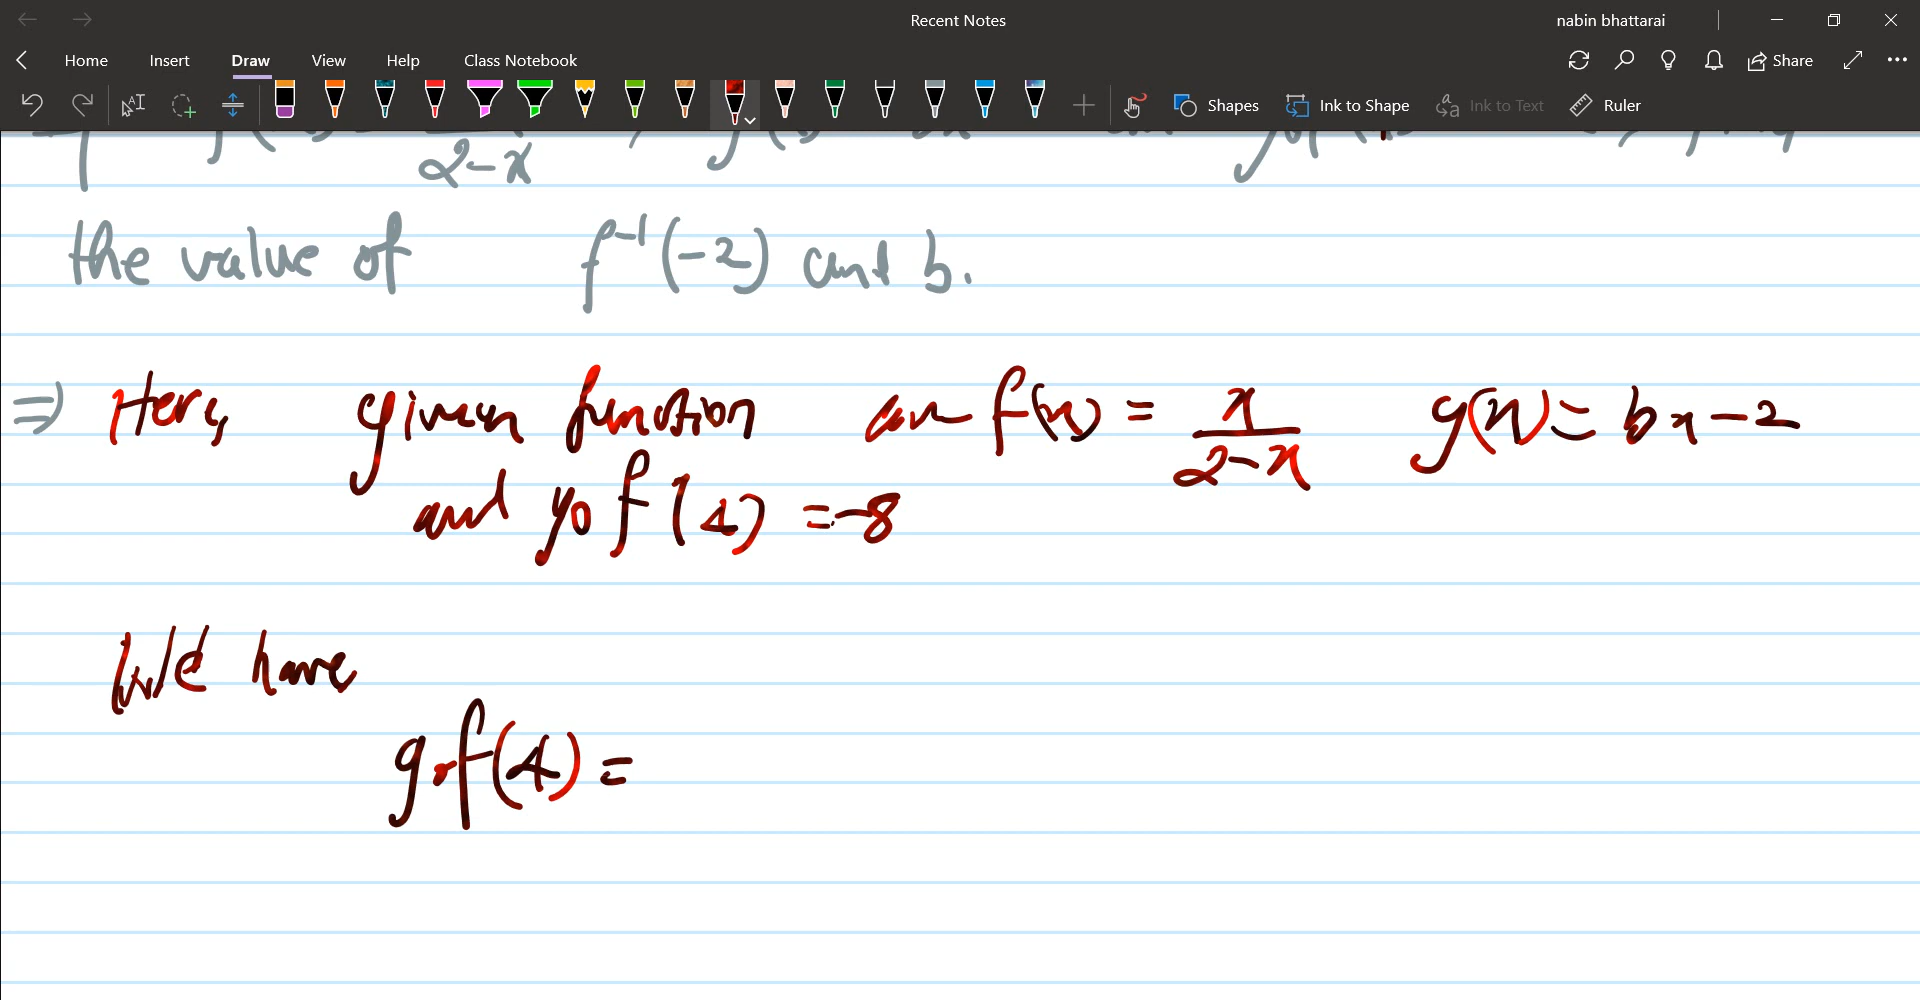 Recent Notes
nabin bhattarai
Home Insert Draw View Help Class Notebook Share
Shapes Ink to Shape Ink to Text Ruler
2-x
the value of f⁻¹(-2) and b.
⇒ Here, given function are f(x) = x/(2-x) g(x) = bx-2
and gof(4) = -8
We have
gof(4) =